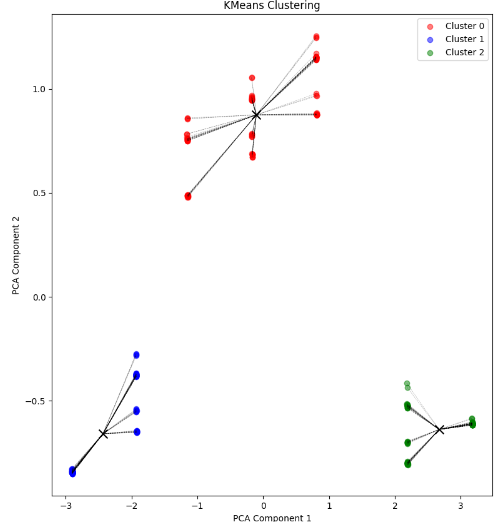 KMeans Clustering
Cluster 0
Cluster 1
Cluster 2
1.0
0.5
0.0
−0.5
PCA Component 2
−3
−2
−1
0
1
2
3
PCA Component 1